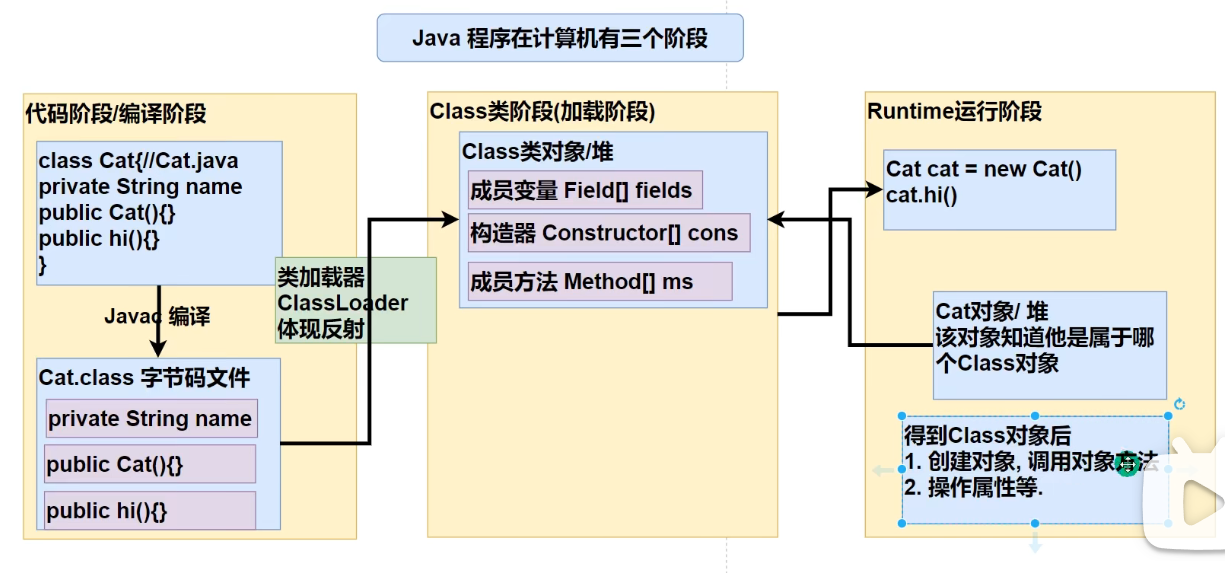 Java 程序在计算机有三个阶段
代码阶段/编译阶段
class Cat{//Cat.java
private String name
public Cat(){}
public hi(){}
}
Javac 编译
Cat.class 字节码文件
private String name
public Cat(){}
public hi(){}
类加载器
ClassLoader
体现反射
Class类阶段(加载阶段)
Class类对象/堆
成员变量 Field[] fields
构造器 Constructor[] cons
成员方法 Method[] ms
Runtime运行阶段
Cat cat = new Cat()
cat.hi()
Cat对象/ 堆
该对象知道他是属于哪
个Class对象
得到Class对象后
1. 创建对象, 调用对象方法
2. 操作属性等.